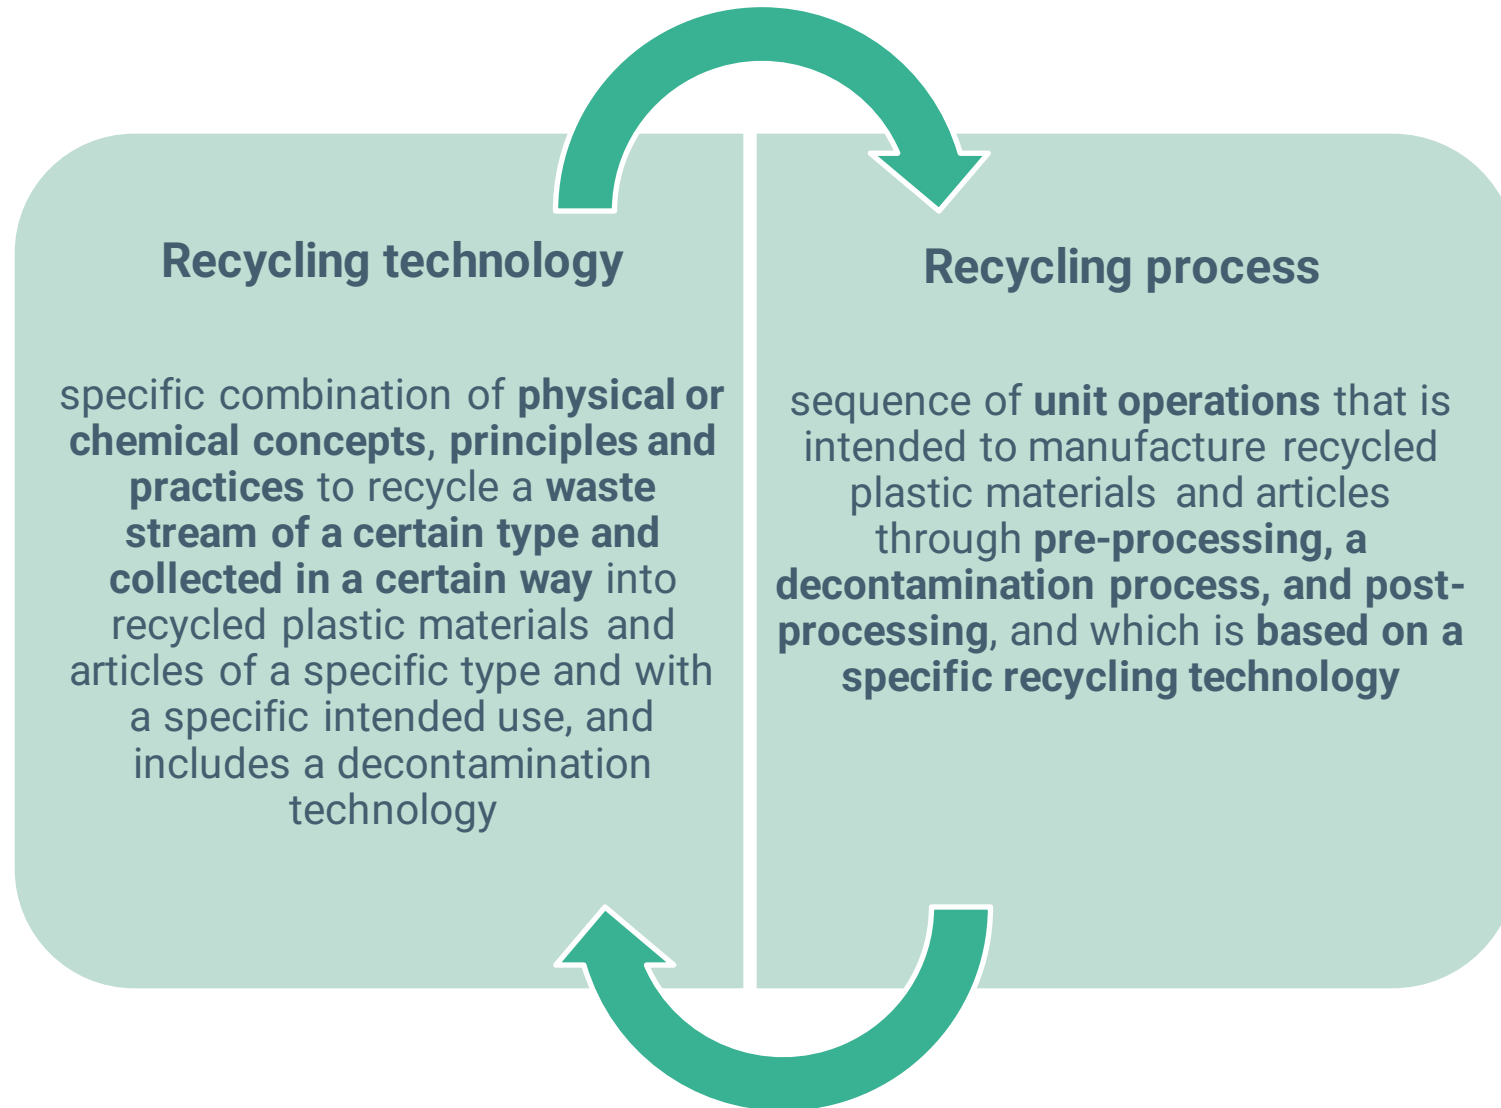 Recycling technology
specific combination of physical or
chemical concepts, principles and
practices to recycle a waste
stream of a certain type and
collected in a certain way into
recycled plastic materials and
articles of a specific type and with
a specific intended use, and
includes a decontamination
technology
Recycling process
sequence of unit operations that is
intended to manufacture recycled
plastic materials and articles
through pre-processing, a
decontamination process, and post-
processing, and which is based on a
specific recycling technology